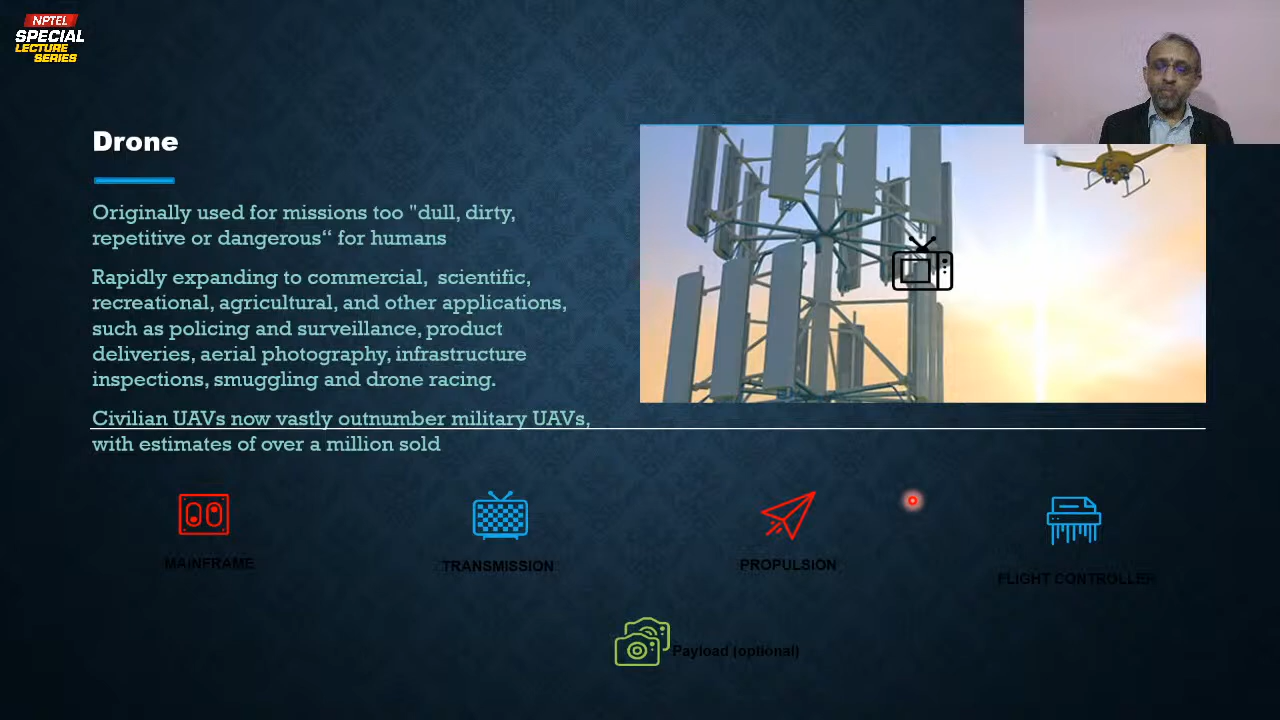 NPTEL
SPECIAL
LECTURE
SERIES
Drone
Originally used for missions too "dull, dirty,
repetitive or dangerous“ for humans
Rapidly expanding to commercial,  scientific,
recreational, agricultural, and other applications,
such as policing and surveillance, product
deliveries, aerial photography, infrastructure
inspections, smuggling and drone racing.
Civilian UAVs now vastly outnumber military UAVs,
with estimates of over a million sold
MAINFRAME
TRANSMISSION
PROPULSION
FLIGHT CONTROLLER
Payload (optional)